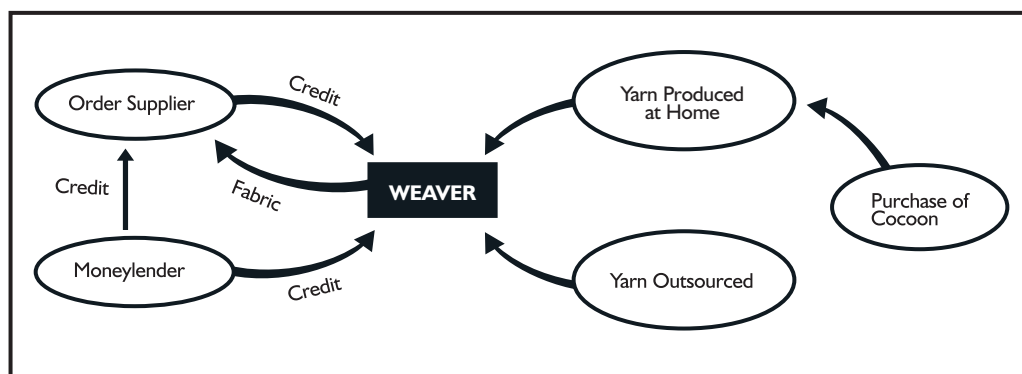 Order Supplier
Credit
Yarn Produced
at Home
Credit
Fabric
WEAVER
Purchase of
Cocoon
Moneylender
Credit
Yarn Outsourced